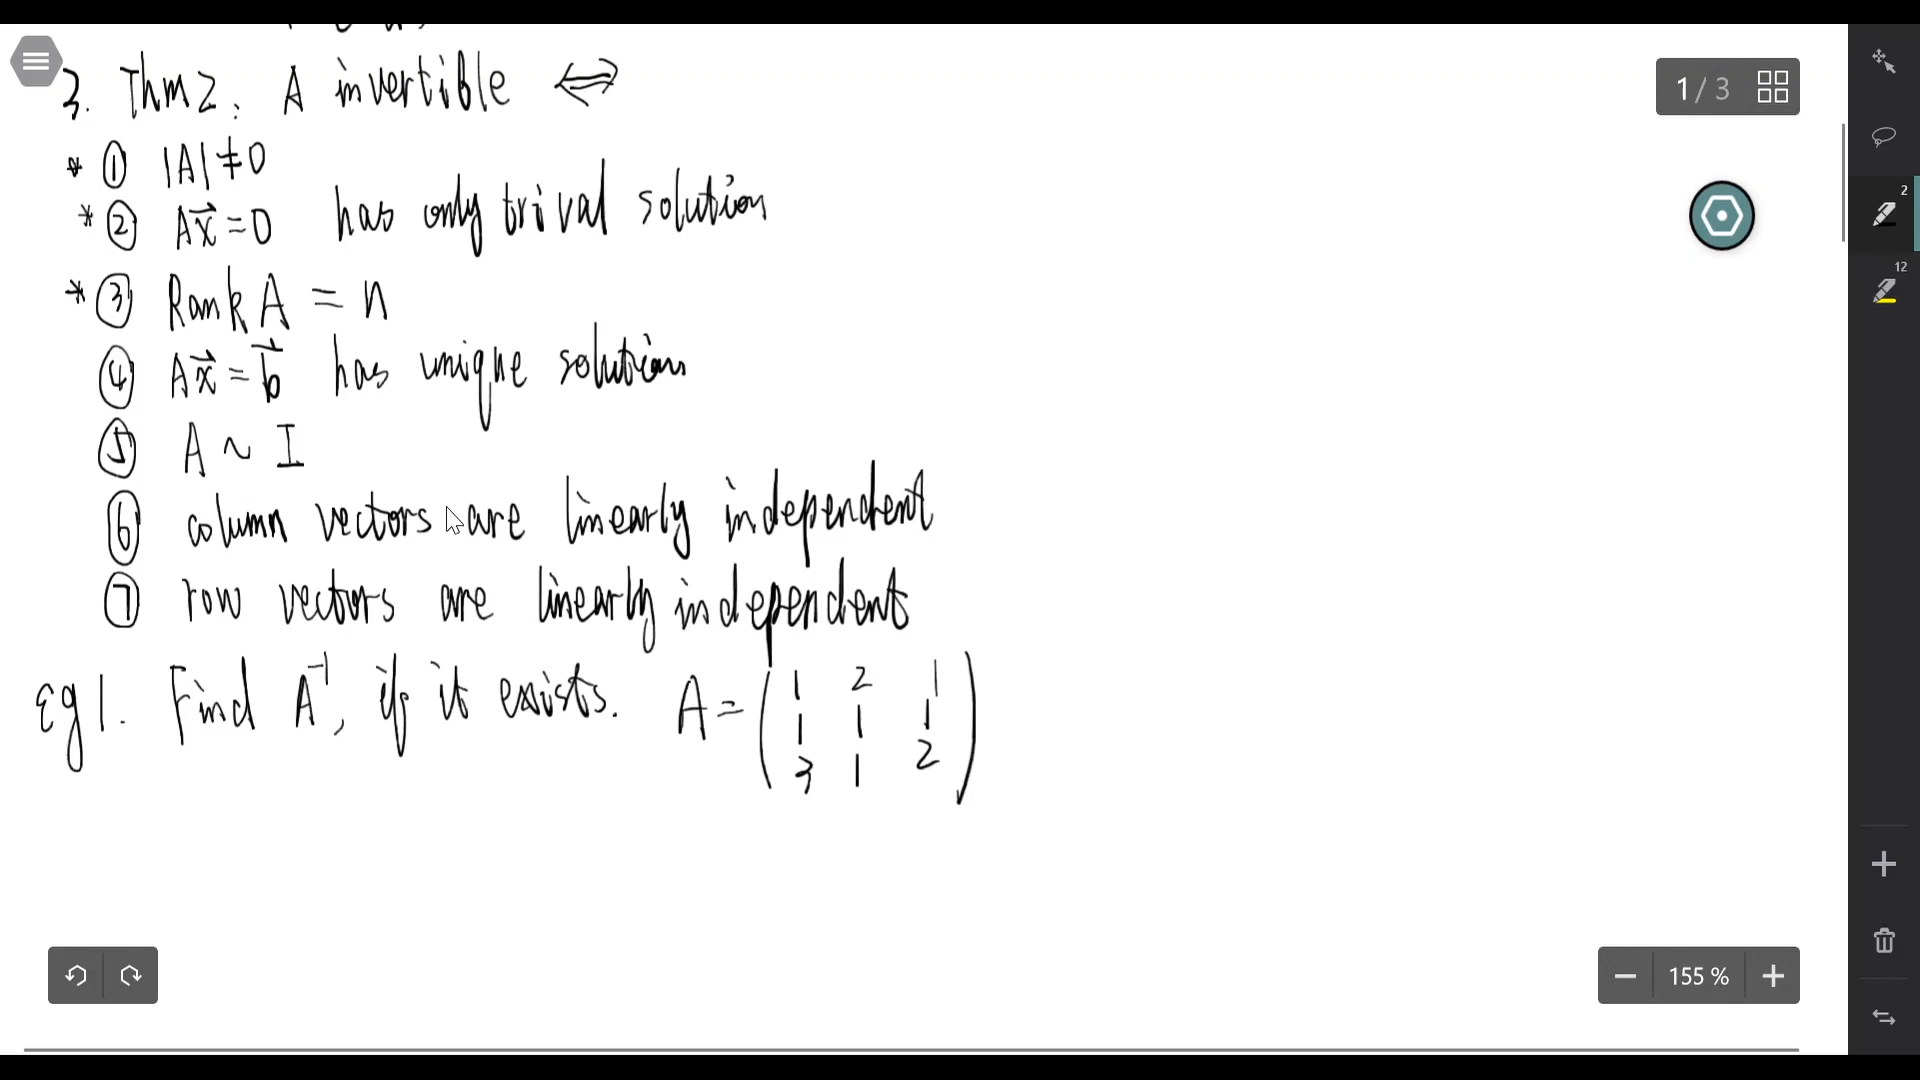 3. Thm 2: A invertible ⟺
* ① |A| ≠ 0
* ② Ax⃗ = 0 has only trival solution
* ③ Rank A = n
④ Ax⃗ = b⃗ has unique solution
⑤ A ~ I
⑥ column vectors are linearly independent
⑦ row vectors are linearly independent
Eg 1. Find A⁻¹, if it exists. A = ( 1 2 1
1 1 1
3 1 2 )
1 / 3
2
12
155 %